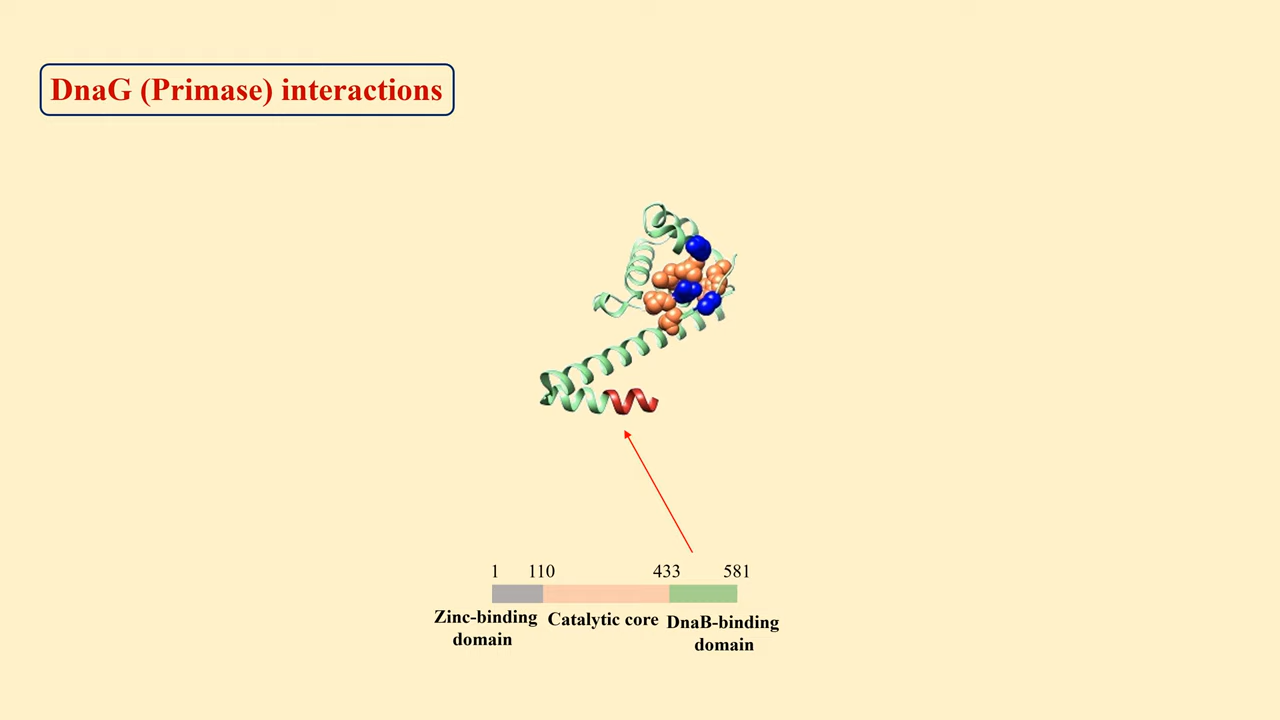 DnaG (Primase) interactions
1 110 433 581
Zinc-binding domain
Catalytic core
DnaB-binding domain